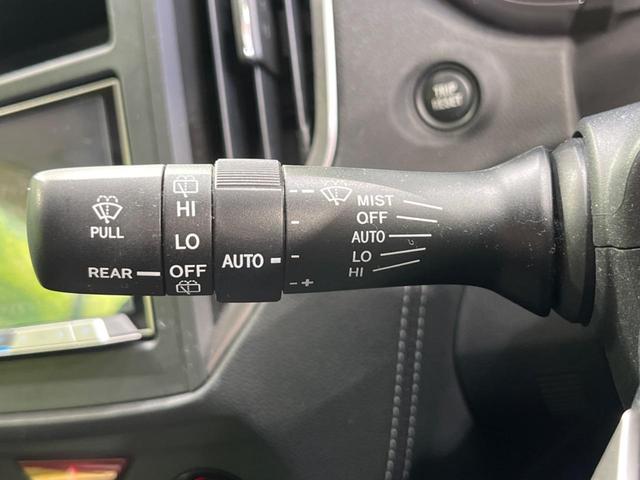 TRIP
RESET
PULL
REAR
HI
LO
OFF
AUTO
- +
MIST
OFF
AUTO
LO
HI